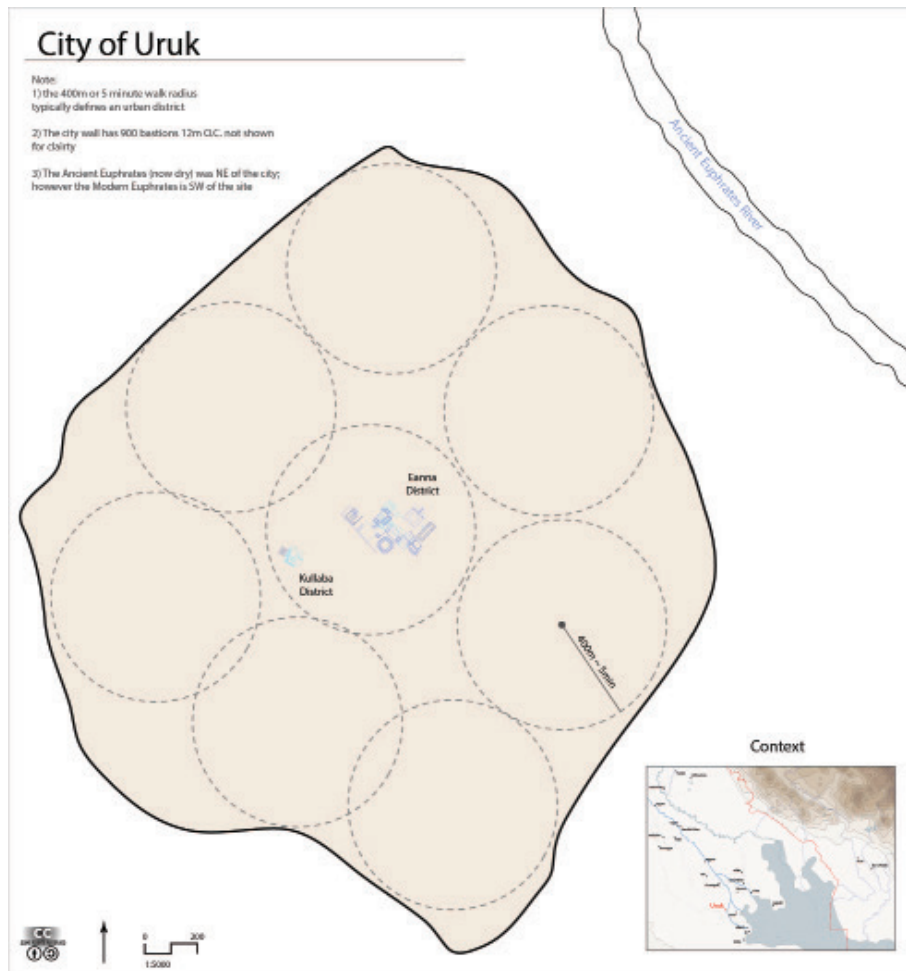 City of Uruk
Note:
1) the 400m or 5 minute walk radius
typically defines an urban district
2) The city wall has 900 bastions 12m O.C. not shown
for clairty
3) The Ancient Euphrates (now dry) was NE of the city;
however the Modern Euphrates is SW of the site
Ancient Euphrates River
Eanna
District
Kullaba
District
400m ~ 5min
Context
Uruk
CC
0 200
1:5000